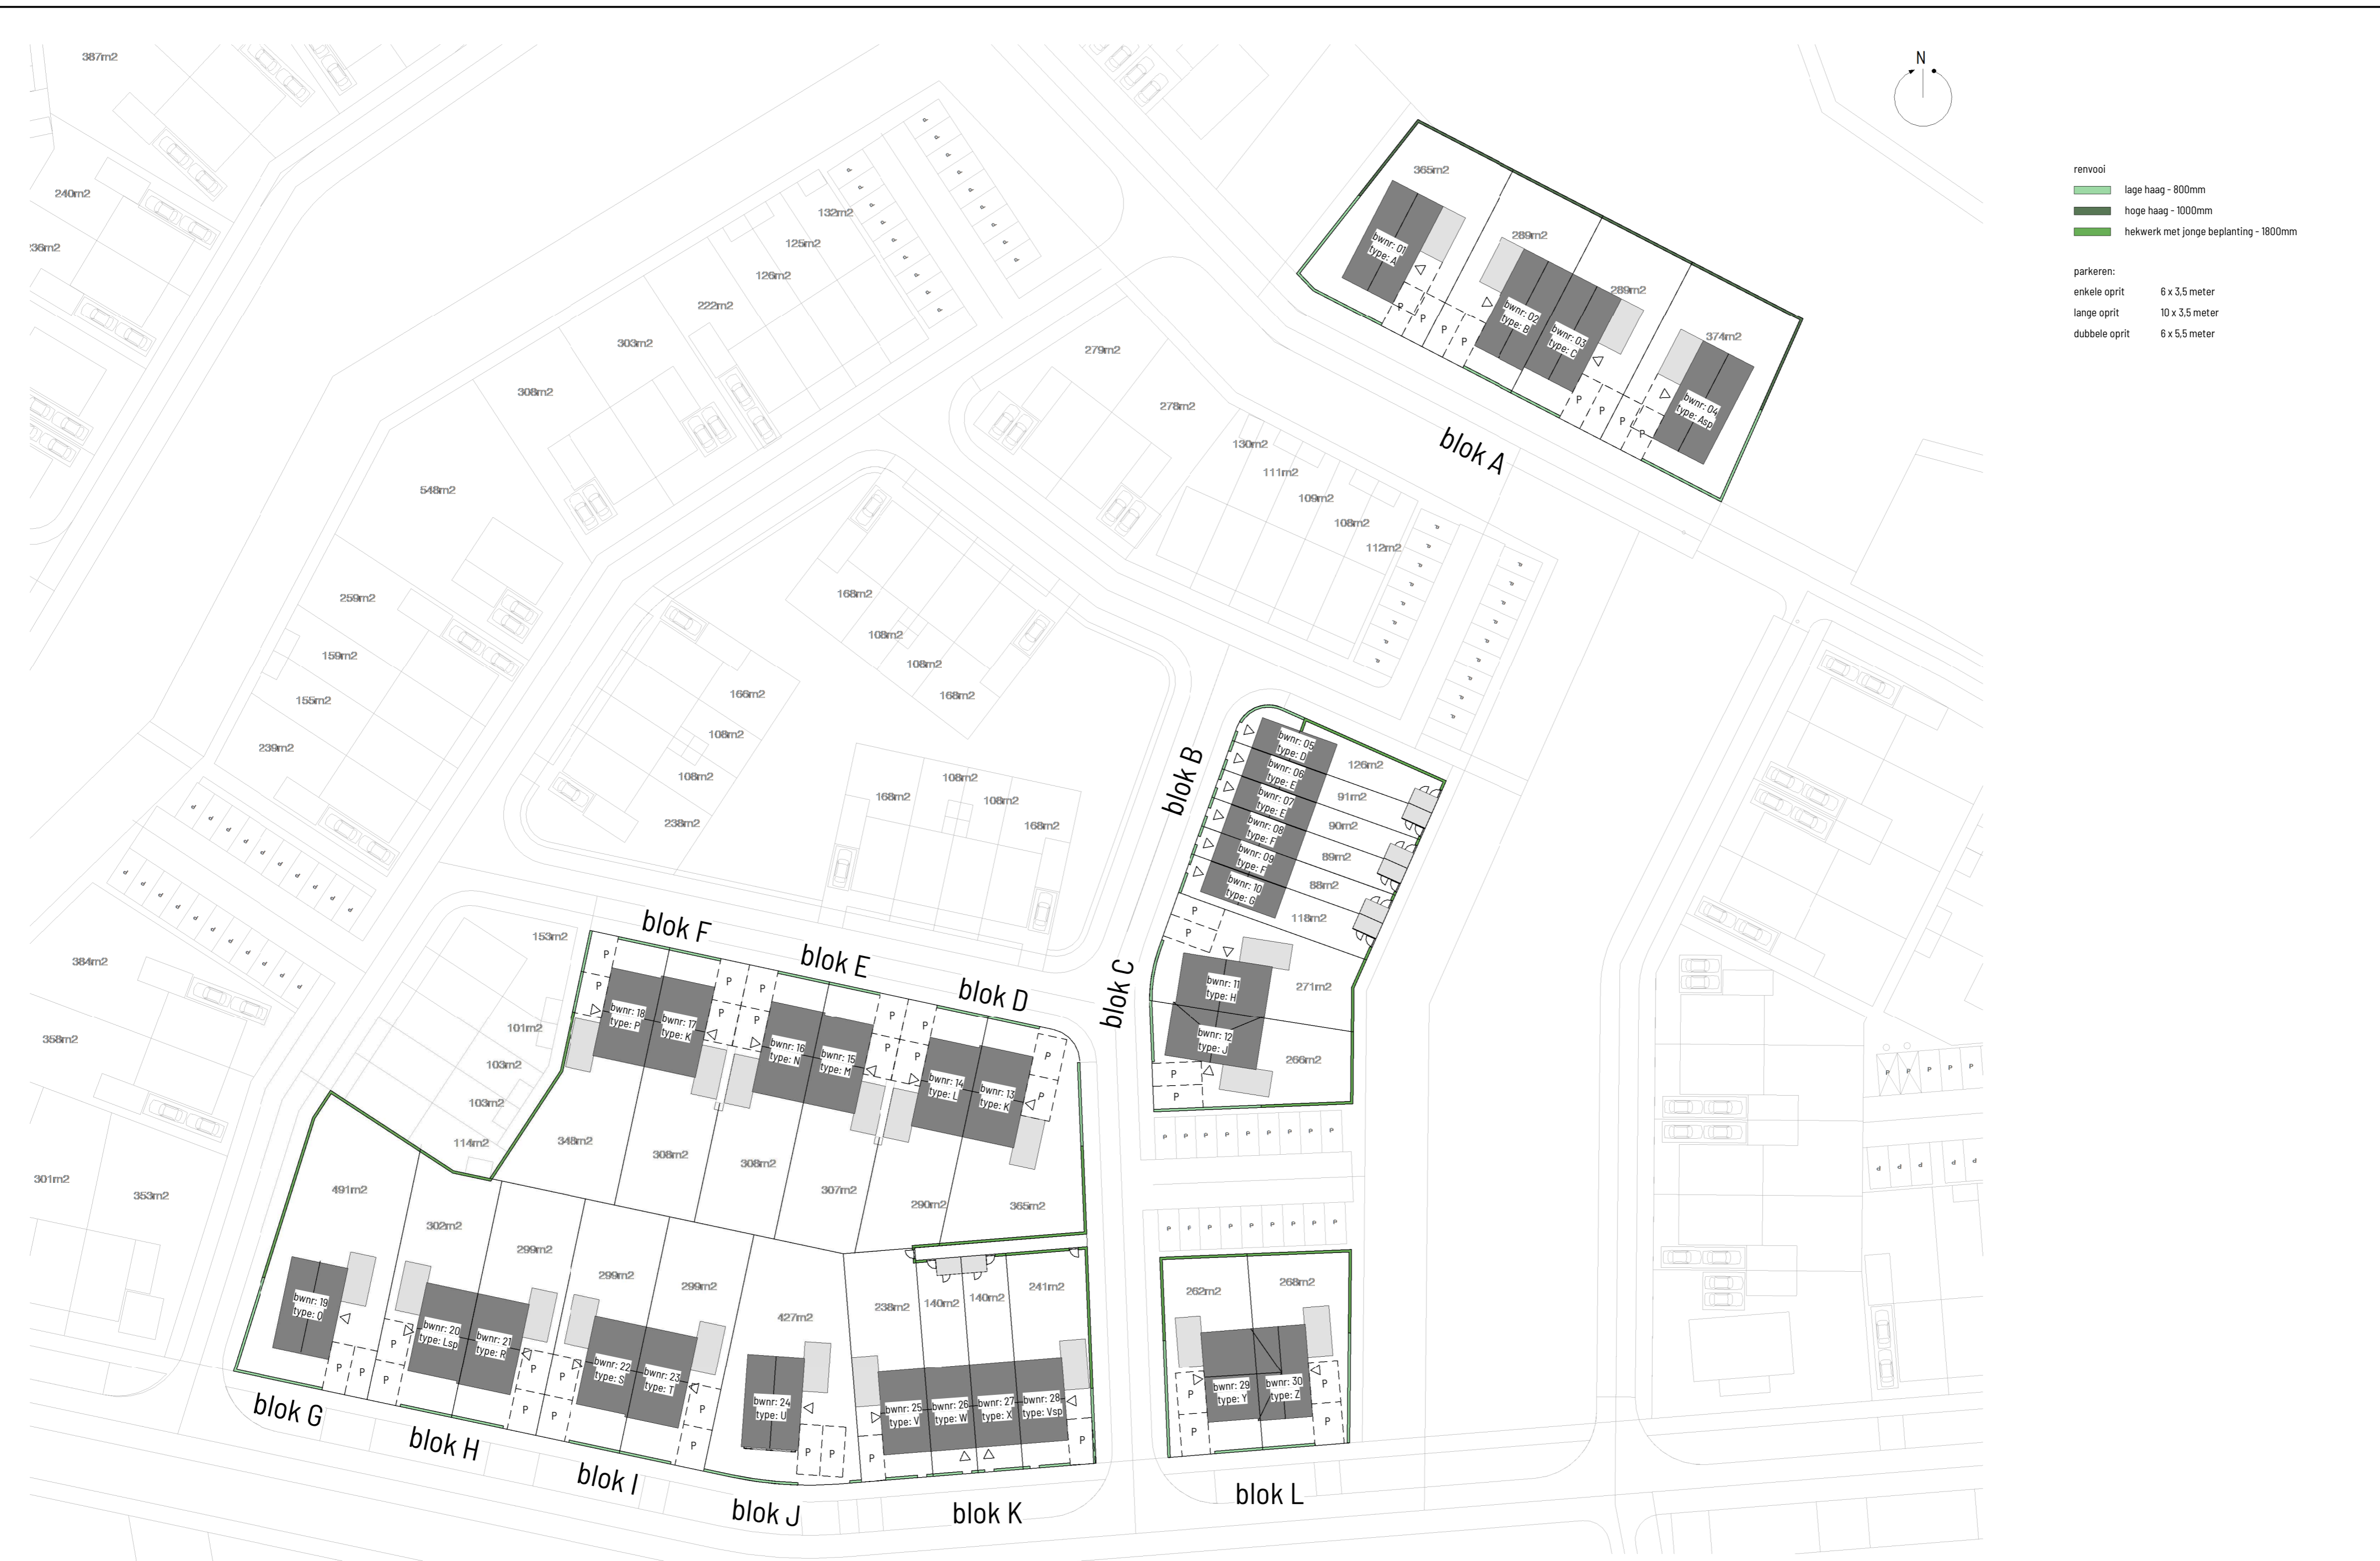 N
renvooi
lage haag - 800mm
hoge haag - 1000mm
hekwerk met jonge beplanting - 1800mm
parkeren:
enkele oprit 6 x 3,5 meter
lange oprit 10 x 3,5 meter
dubbele oprit 6 x 5,5 meter
387m2
240m2
365m2
bwnr: 01
type: A
289m2
bwnr: 02
type: B
289m2
bwnr: 03
type: C
374m2
bwnr: 04
type: Asp
P P P P
P P P P
blok A
132m2
125m2
126m2
222m2
303m2
308m2
548m2
259m2
159m2
155m2
239m2
279m2
278m2
130m2
111m2
109m2
108m2
112m2
168m2
108m2
108m2
168m2
166m2
108m2
108m2
238m2
168m2
108m2
108m2
168m2
blok B
bwnr: 05
type: D
126m2
bwnr: 06
type: E
91m2
bwnr: 07
type: E
90m2
bwnr: 08
type: F
89m2
bwnr: 09
type: F
88m2
bwnr: 10
type: G
118m2
P
P
blok C
bwnr: 11
type: H
271m2
bwnr: 12
type: J
266m2
P
P
P P P P P P P P P
384m2
358m2
301m2
353m2
153m2
101m2
103m2
103m2
114m2
blok F
blok E
blok D
bwnr: 18
type: P
bwnr: 17
type: K
bwnr: 16
type: N
bwnr: 15
type: M
bwnr: 14
type: L
bwnr: 13
type: K
348m2
308m2
308m2
307m2
290m2
365m2
491m2
302m2
299m2
299m2
299m2
427m2
238m2
140m2
140m2
241m2
262m2
268m2
bwnr: 19
type: O
bwnr: 20
type: Lsp
bwnr: 21
type: R
bwnr: 22
type: S
bwnr: 23
type: T
bwnr: 24
type: U
bwnr: 25
type: V
bwnr: 26
type: W
bwnr: 27
type: X
bwnr: 28
type: Vsp
bwnr: 29
type: Y
bwnr: 30
type: Z
blok G
blok H
blok I
blok J
blok K
blok L